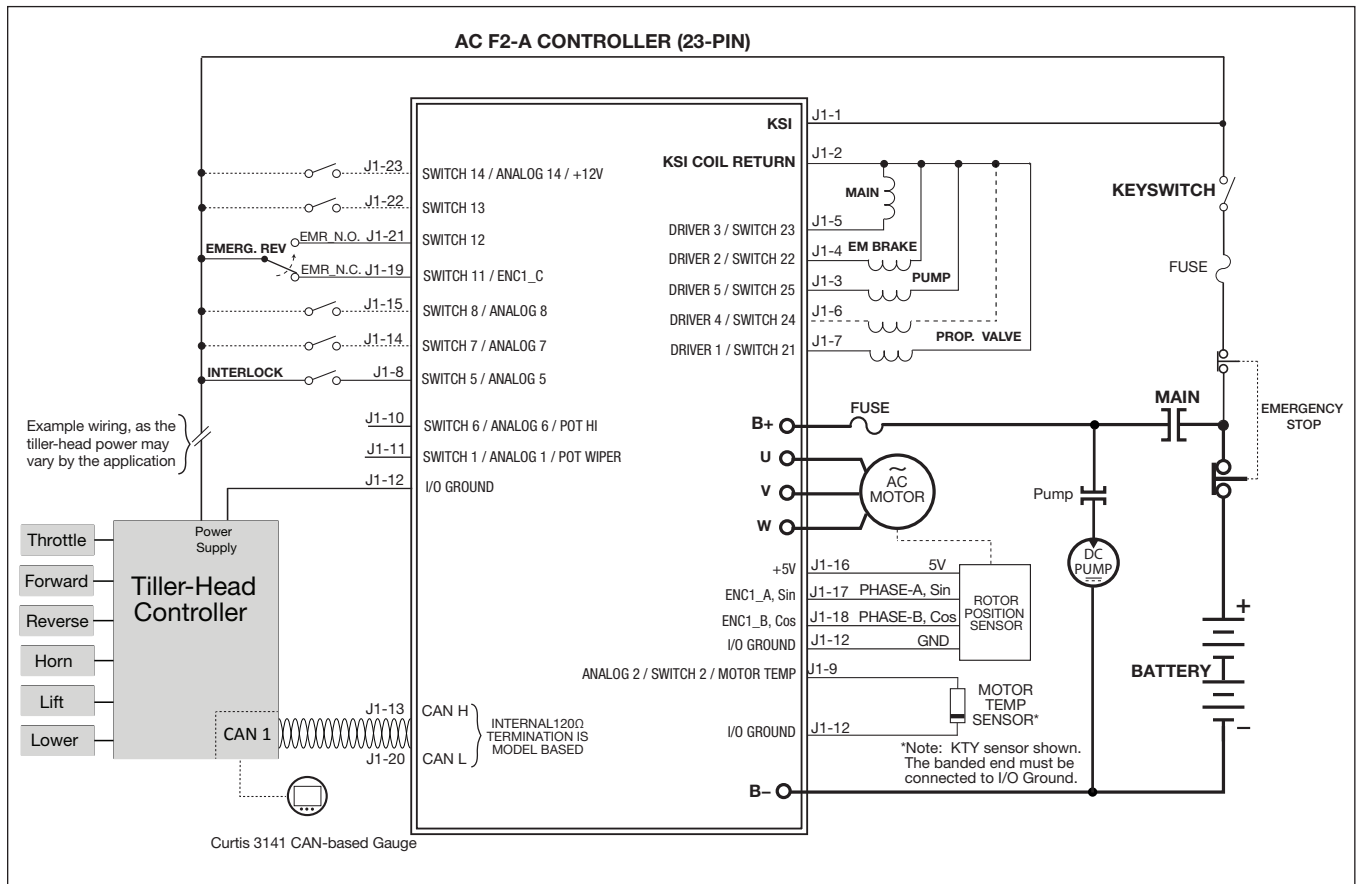 AC F2-A CONTROLLER (23-PIN)
KSI
J1-1
KSI COIL RETURN
J1-2
J1-23
SWITCH 14 / ANALOG 14 / +12V
J1-22
SWITCH 13
EMERG. REV
EMR_N.O. J1-21
SWITCH 12
EMR_N.C. J1-19
SWITCH 11 / ENC1_C
J1-15
SWITCH 8 / ANALOG 8
J1-14
SWITCH 7 / ANALOG 7
INTERLOCK
J1-8
SWITCH 5 / ANALOG 5
J1-10
SWITCH 6 / ANALOG 6 / POT HI
J1-11
SWITCH 1 / ANALOG 1 / POT WIPER
J1-12
I/O GROUND
MAIN
DRIVER 3 / SWITCH 23
J1-5
DRIVER 2 / SWITCH 22
J1-4
EM BRAKE
DRIVER 5 / SWITCH 25
J1-3
PUMP
DRIVER 4 / SWITCH 24
J1-6
DRIVER 1 / SWITCH 21
J1-7
PROP. VALVE
KEYSWITCH
FUSE
EMERGENCY
STOP
MAIN
B+
FUSE
U
V
W
AC
MOTOR
Pump
DC
PUMP
+5V
J1-16
5V
ENC1_A, Sin
J1-17
PHASE-A, Sin
ENC1_B, Cos
J1-18
PHASE-B, Cos
I/O GROUND
J1-12
GND
ROTOR
POSITION
SENSOR
ANALOG 2 / SWITCH 2 / MOTOR TEMP
J1-9
MOTOR
TEMP
SENSOR*
I/O GROUND
J1-12
*Note: KTY sensor shown.
The banded end must be
connected to I/O Ground.
B−
+
BATTERY
−
Example wiring, as the
tiller-head power may
vary by the application
Power
Supply
Tiller-Head
Controller
Throttle
Forward
Reverse
Horn
Lift
Lower
CAN 1
J1-13
CAN H
J1-20
CAN L
INTERNAL120Ω
TERMINATION IS
MODEL BASED
Curtis 3141 CAN-based Gauge